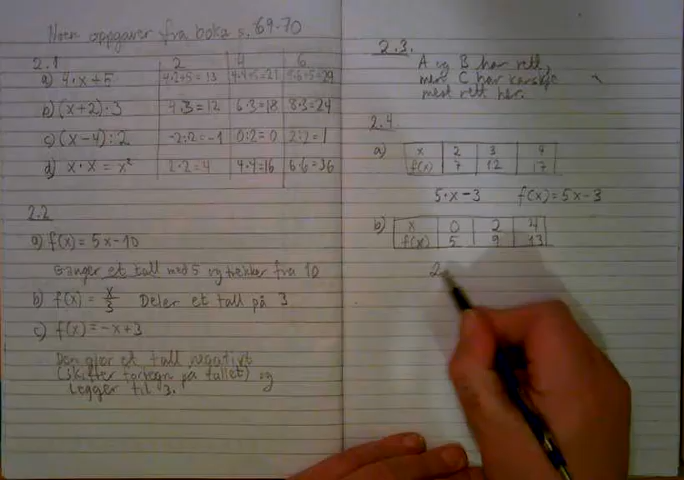 Noen oppgaver fra boka s. 69-70
2.1 2 4 6
a) 4·x+5 4·2+5=13 4·4+5=21 4·6+5=29
b) (x+2)·3 4·3=12 6·3=18 8·3=24
c) (x-4):2 -2:2=-1 0:2=0 2:2=1
d) x·x=x² 2·2=4 4·4=16 6·6=36
2.2
a) f(x)=5x-10
Ganger et tall med 5 og trekker fra 10
b) f(x)=x/3 Deler et tall på 3
c) f(x)=-x+3
Den gjør et tall negativt
(skifter fortegn på tallet) og
legger til 3.
2.3.
A og B har rett,
men C har kanskje
mest rett her.
2.4
a) x 2 3 4
f(x) 7 12 17
5·x-3 f(x)=5x-3
b) x 0 2 4
f(x) 5 9 13
2